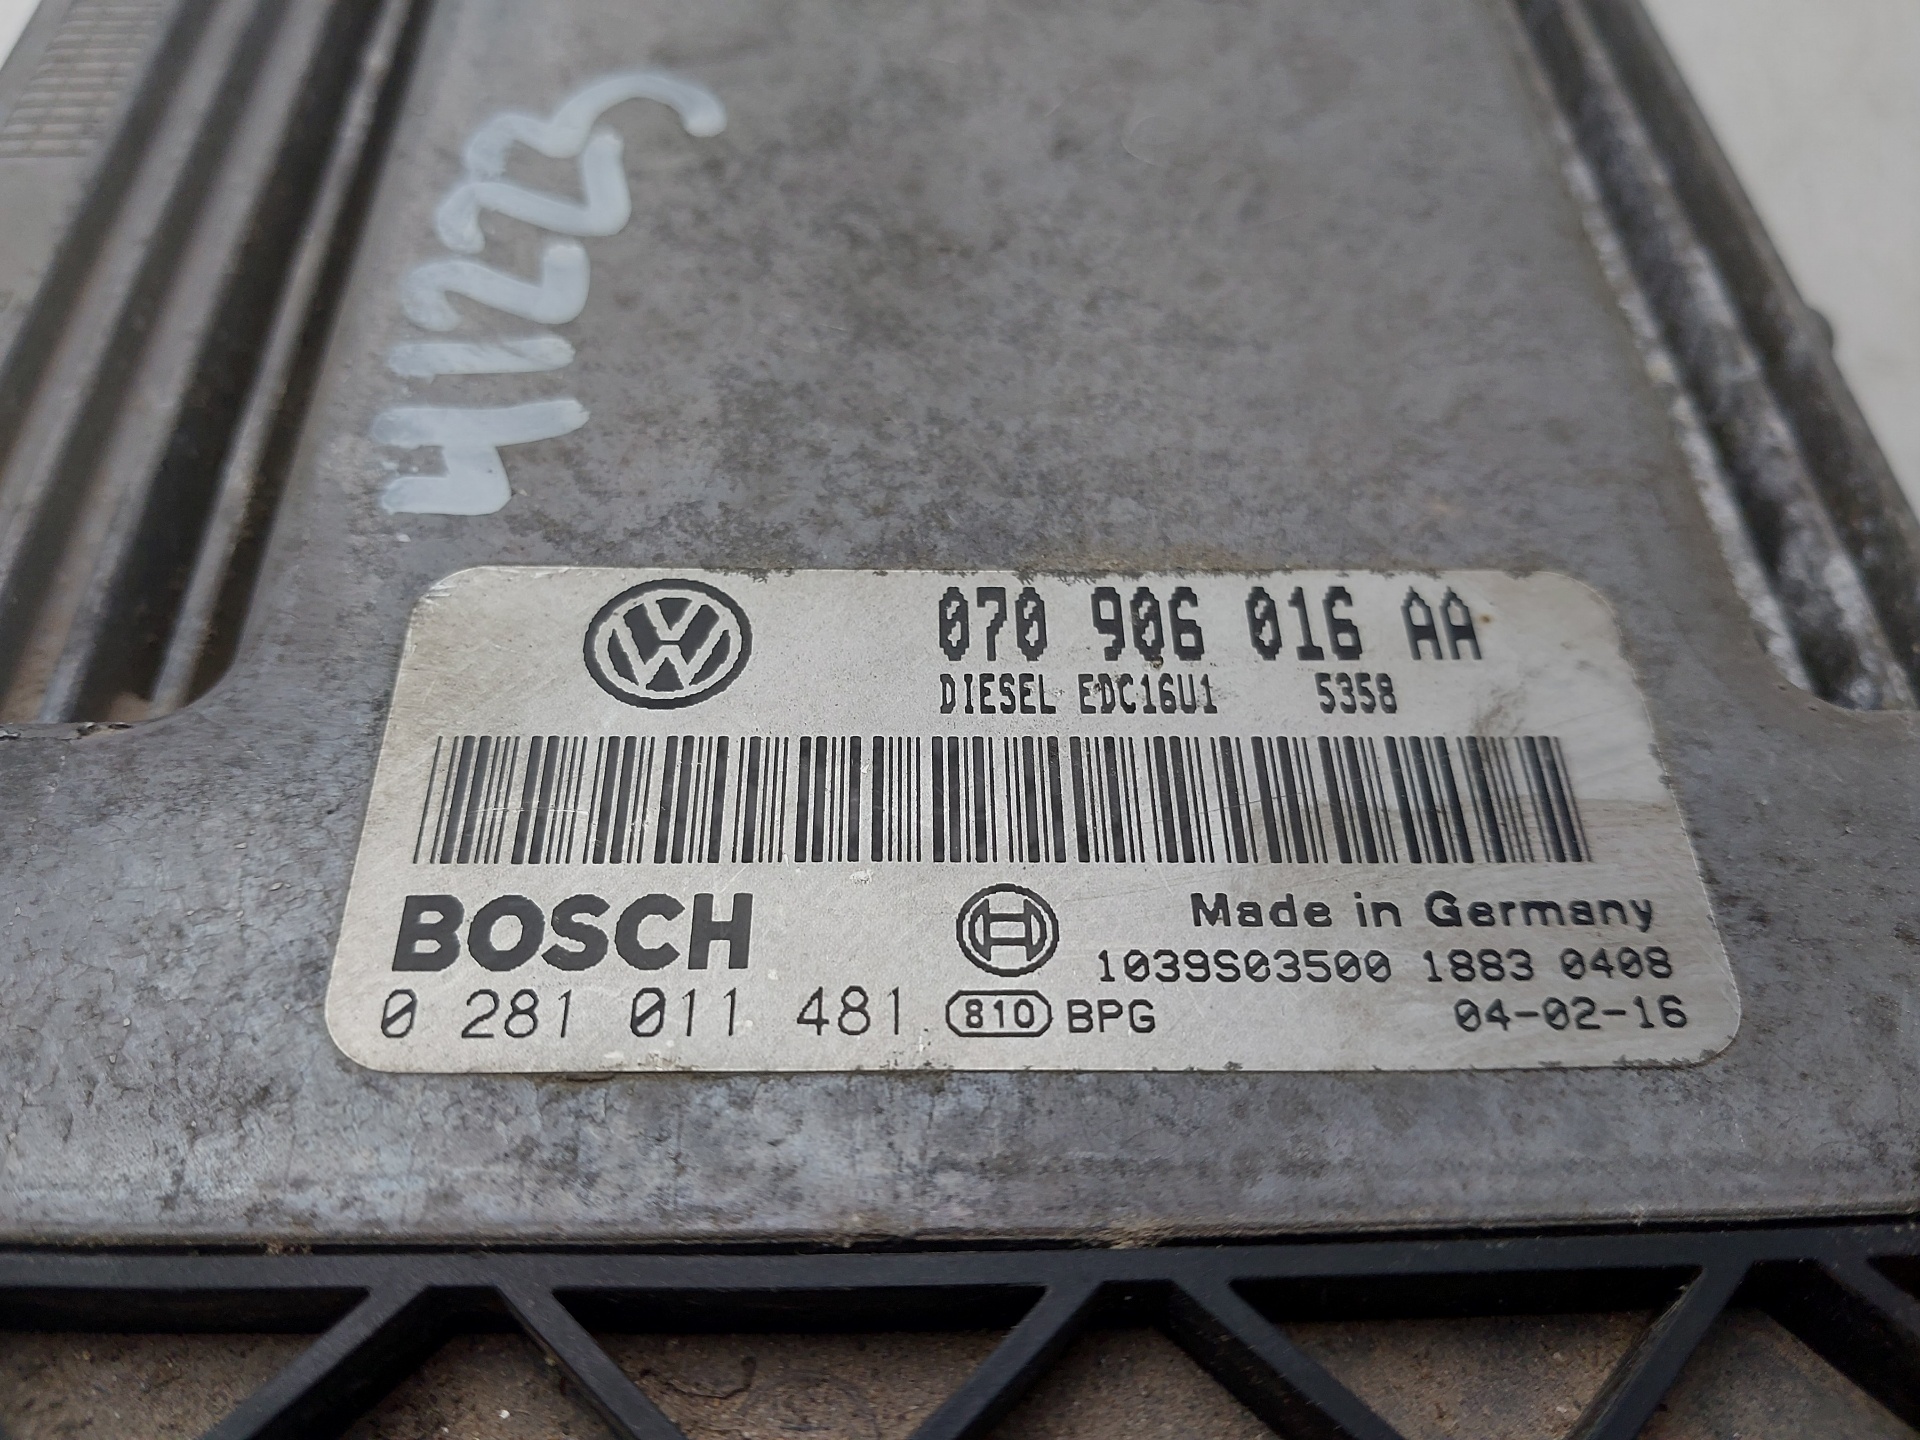 41223
070 906 016 AA
DIESEL EDC16U1 5358
BOSCH
Made in Germany
1039S03500 1883 0408
0 281 011 481 810 BPG 04-02-16